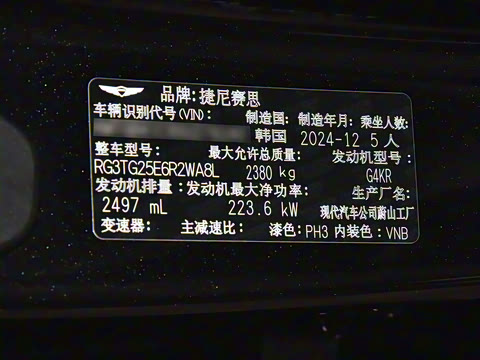 品牌:捷尼赛思
车辆识别代号(VIN): 制造国: 制造年月: 乘坐人数:
韩国 2024-12 5人
整车型号: 最大允许总质量: 发动机型号:
RG3TG25E6R2WA8L 2380 kg G4KR
发动机排量: 发动机最大净功率: 生产厂名:
2497 mL 223.6 kW 现代汽车公司蔚山工厂
变速器: 主减速比: 漆色:PH3 内装色:VNB